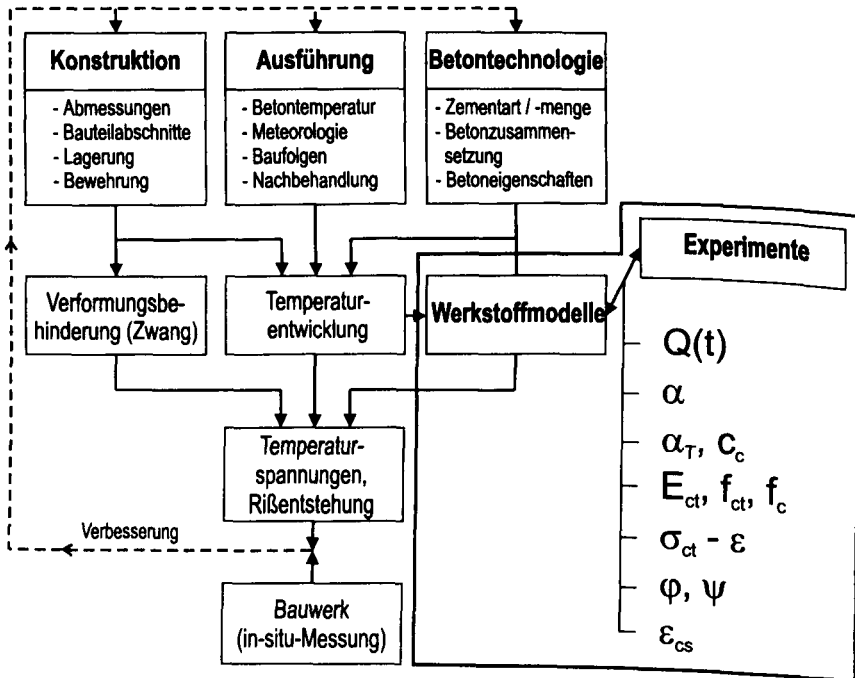 Konstruktion
- Abmessungen
- Bauteilabschnitte
- Lagerung
- Bewehrung
Ausführung
- Betontemperatur
- Meteorologie
- Baufolgen
- Nachbehandlung
Betontechnologie
- Zementart / -menge
- Betonzusammen-
setzung
- Betoneigenschaften
Experimente
Verformungsbe-
hinderung (Zwang)
Temperatur-
entwicklung
Werkstoffmodelle
Q(t)
α
α_T, C_c
E_ct, f_ct, f_c
σ_ct - ε
φ, ψ
ε_cs
Temperatur-
spannungen,
Rißentstehung
Verbesserung
Bauwerk
(in-situ-Messung)